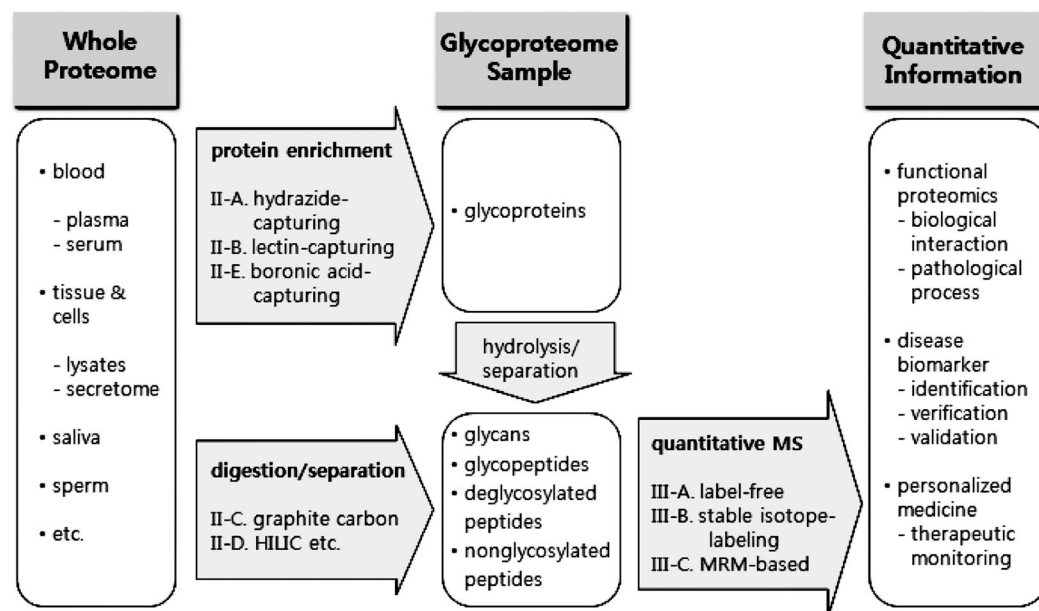 Whole
Proteome
Glycoproteome
Sample
Quantitative
Information
• blood
- plasma
- serum
• tissue &
cells
- lysates
- secretome
• saliva
• sperm
• etc.
protein enrichment
II-A. hydrazide-
capturing
II-B. lectin-capturing
II-E. boronic acid-
capturing
digestion/separation
II-C. graphite carbon
II-D. HILIC etc.
• glycoproteins
hydrolysis/
separation
• glycans
• glycopeptides
• deglycosylated
peptides
• nonglycosylated
peptides
quantitative MS
III-A. label-free
III-B. stable isotope-
labeling
III-C. MRM-based
• functional
proteomics
- biological
interaction
- pathological
process
• disease
biomarker
- identification
- verification
- validation
• personalized
medicine
- therapeutic
monitoring